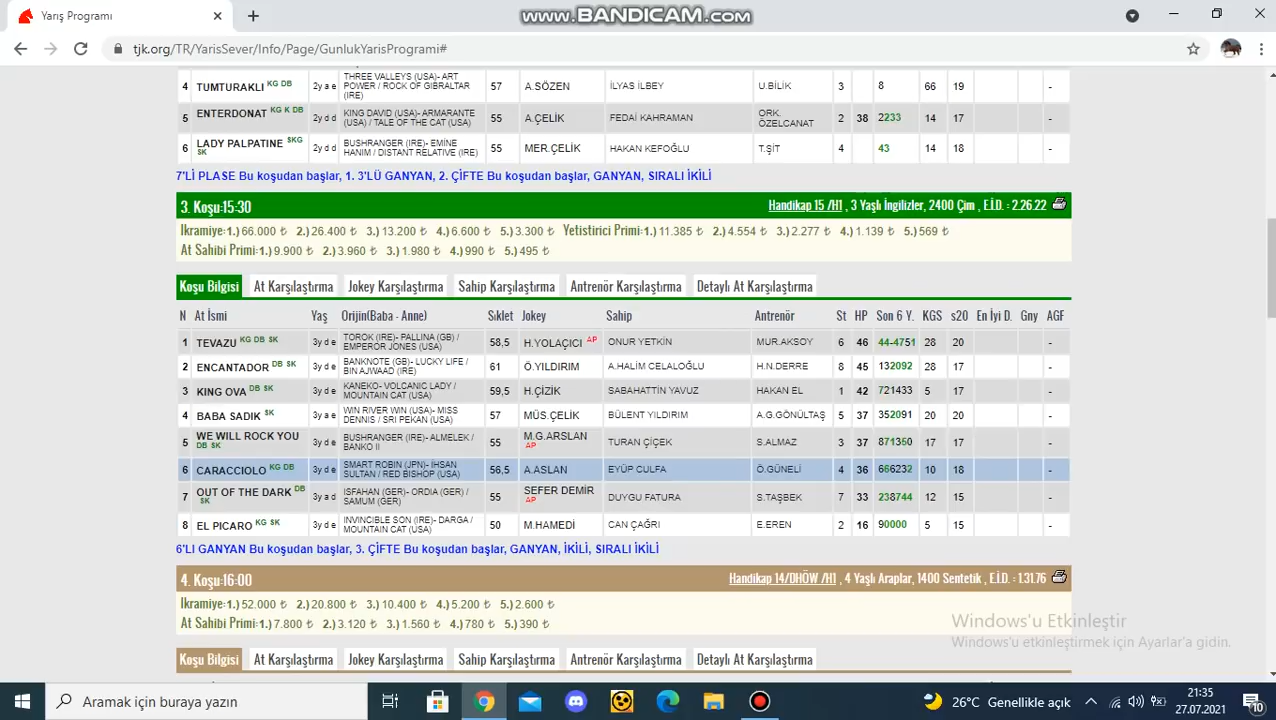 Yarış Programı
www.BANDICAM.com
tjk.org/TR/YarisSever/Info/Page/GunlukYarisProgrami#
4 TUMTURAKLI KG DB 2y a e THREE VALLEYS (USA)- ART POWER / ROCK OF GIBRALTAR (IRE) 57 A.SÖZEN İLYAS İLBEY U.BİLİK 3 8 66 19 -
5 ENTERDONAT KG K DB 2y d d KING DAVID (USA)- ARMARANTE (USA) / TALE OF THE CAT (USA) 55 A.ÇELİK FEDAİ KAHRAMAN ORK. ÖZELCANAT 2 38 2233 14 17 -
6 LADY PALPATINE SKG SK 2y d d BUSHRANGER (IRE)- EMİNE HANIM / DISTANT RELATIVE (IRE) 55 MER.ÇELİK HAKAN KEFOĞLU T.ŞİT 4 43 14 18 -
7'Lİ PLASE Bu koşudan başlar, 1. 3'LÜ GANYAN, 2. ÇİFTE Bu koşudan başlar, GANYAN, SIRALI İKİLİ
3. Koşu:15:30 Handikap 15 /H1 , 3 Yaşlı İngilizler, 2400 Çim , E.İ.D. : 2.26.22
Ikramiye:1.) 66.000 ₺ 2.) 26.400 ₺ 3.) 13.200 ₺ 4.) 6.600 ₺ 5.) 3.300 ₺ Yetistirici Primi:1.) 11.385 ₺ 2.) 4.554 ₺ 3.) 2.277 ₺ 4.) 1.139 ₺ 5.) 569 ₺
At Sahibi Primi:1.) 9.900 ₺ 2.) 3.960 ₺ 3.) 1.980 ₺ 4.) 990 ₺ 5.) 495 ₺
Koşu Bilgisi At Karşılaştırma Jokey Karşılaştırma Sahip Karşılaştırma Antrenör Karşılaştırma Detaylı At Karşılaştırma
N At İsmi Yaş Orijin(Baba - Anne) Sıklet Jokey Sahip Antrenör St HP Son 6 Y. KGS s20 En İyi D. Gny AGF
1 TEVAZU KG DB SK 3y d e TOROK (IRE)- PALLINA (GB) / EMPEROR JONES (USA) 58,5 H.YOLAÇICI AP ONUR YETKİN MUR.AKSOY 6 46 44-4751 28 20 -
2 ENCANTADOR DB SK 3y d e BANKNOTE (GB)- LUCKY LIFE / BIN AJWAAD (IRE) 61 Ö.YILDIRIM A.HALİM CELALOĞLU H.N.DERRE 8 45 132092 28 17 -
3 KING OVA DB SK 3y d e KANEKO- VOLCANIC LADY / MOUNTAIN CAT (USA) 59,5 H.ÇİZİK SABAHATTİN YAVUZ HAKAN EL 1 42 721433 5 17 -
4 BABA SADIK SK 3y a e WIN RIVER WIN (USA)- MISS DENNIS / SRI PEKAN (USA) 57 MÜS.ÇELİK BÜLENT YILDIRIM A.G.GÖNÜLTAŞ 5 37 352091 20 20 -
5 WE WILL ROCK YOU DB SK 3y d e BUSHRANGER (IRE)- ALMELEK / BANKO II 55 M.G.ARSLAN AP TURAN ÇİÇEK S.ALMAZ 3 37 871350 17 17 -
6 CARACCIOLO KG DB 3y d e SMART ROBIN (JPN)- İHSAN SULTAN / RED BISHOP (USA) 56,5 A.ASLAN EYÜP CULFA Ö.GÜNELİ 4 36 666232 10 18 -
7 OUT OF THE DARK DB SK 3y a d ISFAHAN (GER)- ORDIA (GER) / SAMUM (GER) 55 SEFER DEMİR AP DUYGU FATURA S.TAŞBEK 7 33 238744 12 15 -
8 EL PICARO KG SK 3y d e INVINCIBLE SON (IRE)- DARGA / MOUNTAIN CAT (USA) 50 M.HAMEDİ CAN ÇAĞRI E.EREN 2 16 90000 5 15 -
6'LI GANYAN Bu koşudan başlar, 3. ÇİFTE Bu koşudan başlar, GANYAN, İKİLİ, SIRALI İKİLİ
4. Koşu:16:00 Handikap 14/DHÖW /H1 , 4 Yaşlı Araplar, 1400 Sentetik , E.İ.D. : 1.31.76
Ikramiye:1.) 52.000 ₺ 2.) 20.800 ₺ 3.) 10.400 ₺ 4.) 5.200 ₺ 5.) 2.600 ₺
At Sahibi Primi:1.) 7.800 ₺ 2.) 3.120 ₺ 3.) 1.560 ₺ 4.) 780 ₺ 5.) 390 ₺
Windows'u Etkinleştir
Windows'u etkinleştirmek için Ayarlar'a gidin.
Koşu Bilgisi At Karşılaştırma Jokey Karşılaştırma Sahip Karşılaştırma Antrenör Karşılaştırma Detaylı At Karşılaştırma
Aramak için buraya yazın
26°C Genellikle açık
21:35
27.07.2021
10